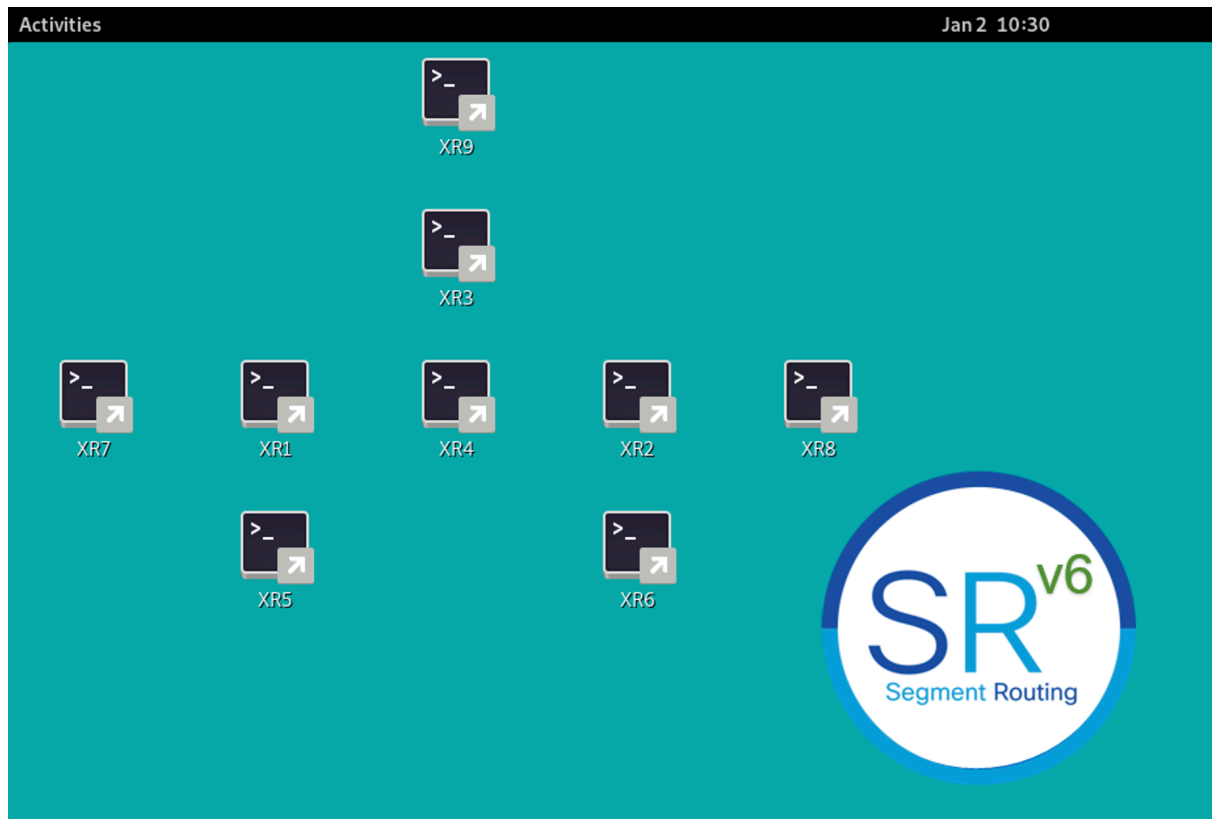 Activities Jan 2 10:30
>_
XR9
>_
XR3
>_ >_ >_ >_ >_
XR7 XR1 XR4 XR2 XR8
>_ >_
XR5 XR6
SRv6
Segment Routing